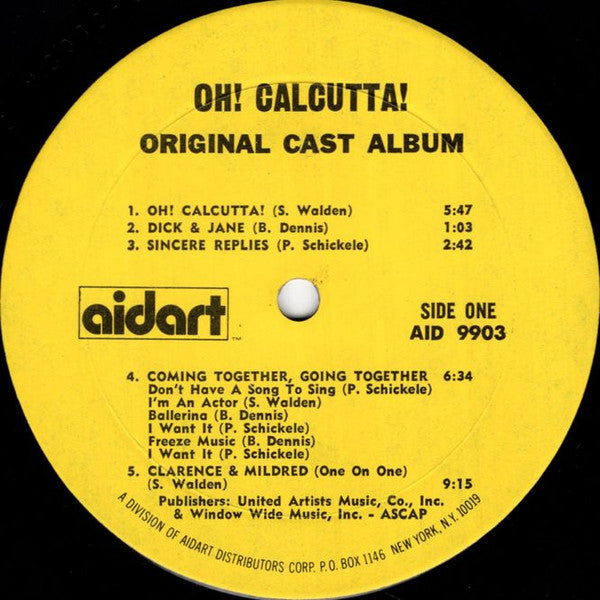 OH! CALCUTTA!
ORIGINAL CAST ALBUM
1. OH! CALCUTTA! (S. Walden) 5:47
2. DICK & JANE (B. Dennis) 1:03
3. SINCERE REPLIES (P. Schickele) 2:42
aidart TM
SIDE ONE
AID 9903
4. COMING TOGETHER, GOING TOGETHER 6:34
Don't Have A Song To Sing (P. Schickele)
I'm An Actor (S. Walden)
Ballerina (B. Dennis)
I Want It (P. Schickele)
Freeze Music (B. Dennis)
I Want It (P. Schickele)
5. CLARENCE & MILDRED (One On One)
(S. Walden) 9:15
Publishers: United Artists Music, Co., Inc.
& Window Wide Music, Inc. - ASCAP
A DIVISION OF AIDART DISTRIBUTORS CORP. P.O. BOX 1146 NEW YORK, N.Y. 10019